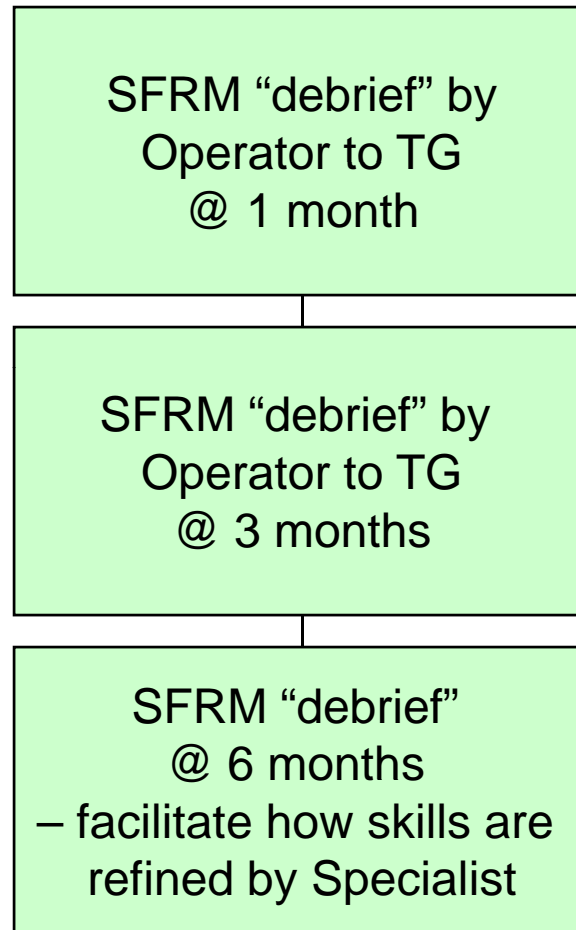 SFRM “debrief” by
Operator to TG
@ 1 month
SFRM “debrief” by
Operator to TG
@ 3 months
SFRM “debrief”
@ 6 months
– facilitate how skills are
refined by Specialist